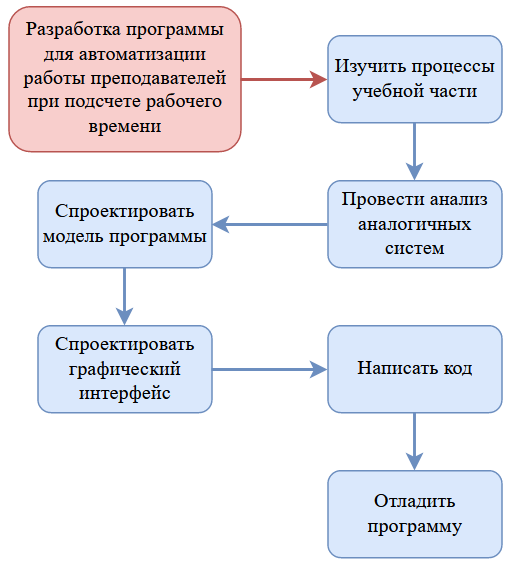 Разработка программы
для автоматизации
работы преподавателей
при подсчете рабочего
времени
Изучить процессы
учебной части
Провести анализ
аналогичных
систем
Спроектировать
модель программы
Спроектировать
графический
интерфейс
Написать код
Отладить
программу